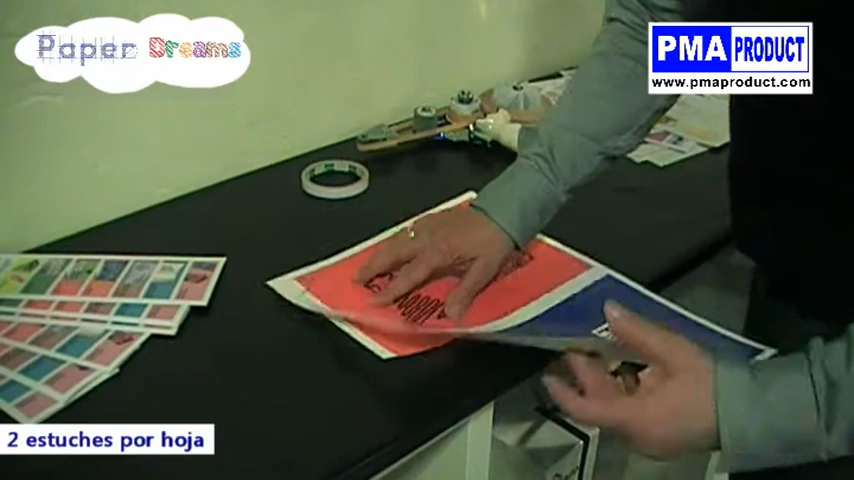 Paper Dreams
PMA PRODUCT
www.pmaproduct.com
2 estuches por hoja